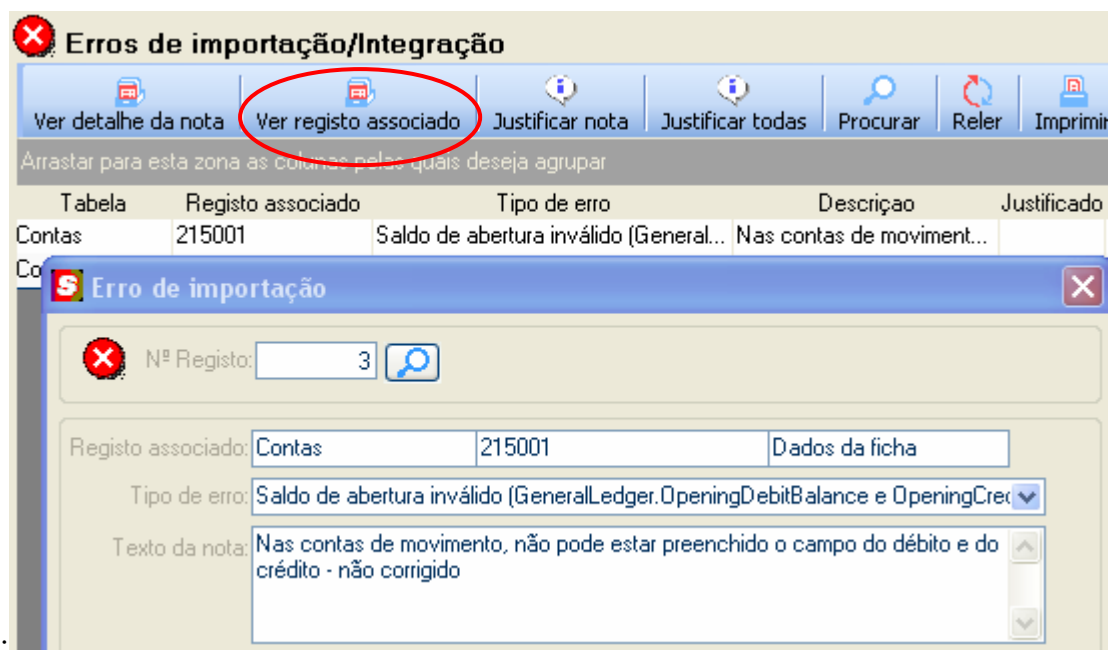 Erros de importação/Integração
Ver detalhe da nota Ver registo associado Justificar nota Justificar todas Procurar Reler Imprimir
Arrastar para esta zona as colunas pelas quais deseja agrupar
Tabela Registo associado Tipo de erro Descriçao Justificado
Contas 215001 Saldo de abertura inválido (General... Nas contas de moviment...
Co
S Erro de importação
Nº Registo: 3
Registo associado: Contas 215001 Dados da ficha
Tipo de erro: Saldo de abertura inválido (GeneralLedger.OpeningDebitBalance e OpeningCrec
Texto da nota: Nas contas de movimento, não pode estar preenchido o campo do débito e do
crédito - não corrigido
.